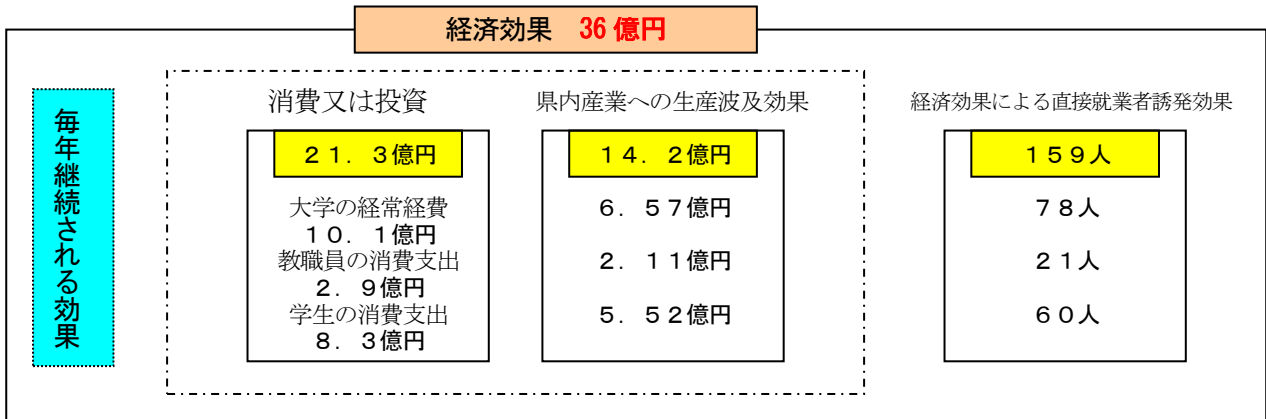 経済効果 36億円
毎年継続される効果
消費又は投資
21.3億円
大学の経常経費
10.1億円
教職員の消費支出
2.9億円
学生の消費支出
8.3億円
県内産業への生産波及効果
14.2億円
6.57億円
2.11億円
5.52億円
経済効果による直接就業者誘発効果
159人
78人
21人
60人